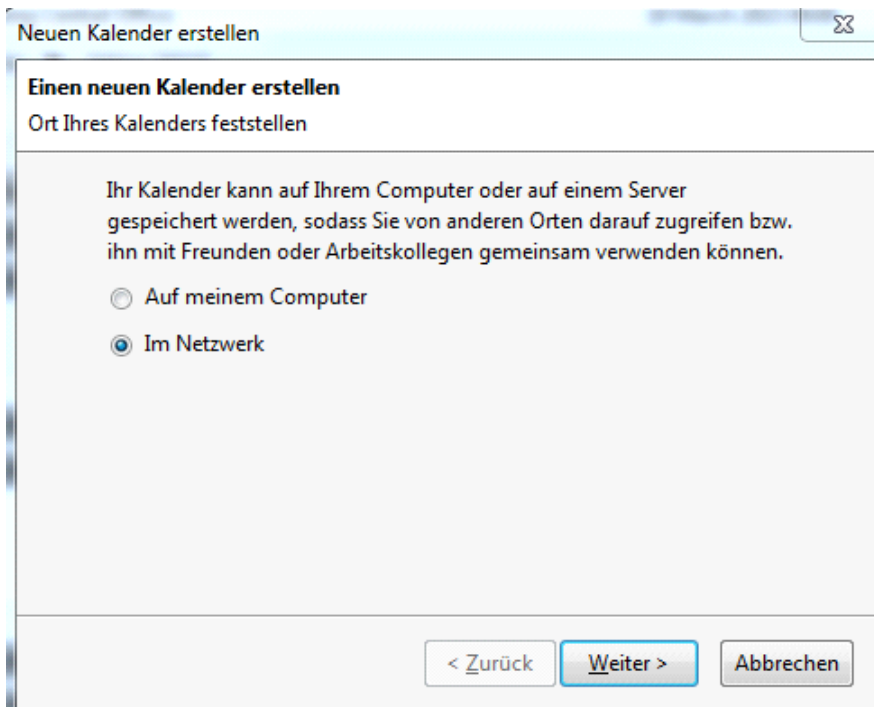 Neuen Kalender erstellen
Einen neuen Kalender erstellen
Ort Ihres Kalenders feststellen
Ihr Kalender kann auf Ihrem Computer oder auf einem Server
gespeichert werden, sodass Sie von anderen Orten darauf zugreifen bzw.
ihn mit Freunden oder Arbeitskollegen gemeinsam verwenden können.
Auf meinem Computer
Im Netzwerk
< Zurück Weiter > Abbrechen